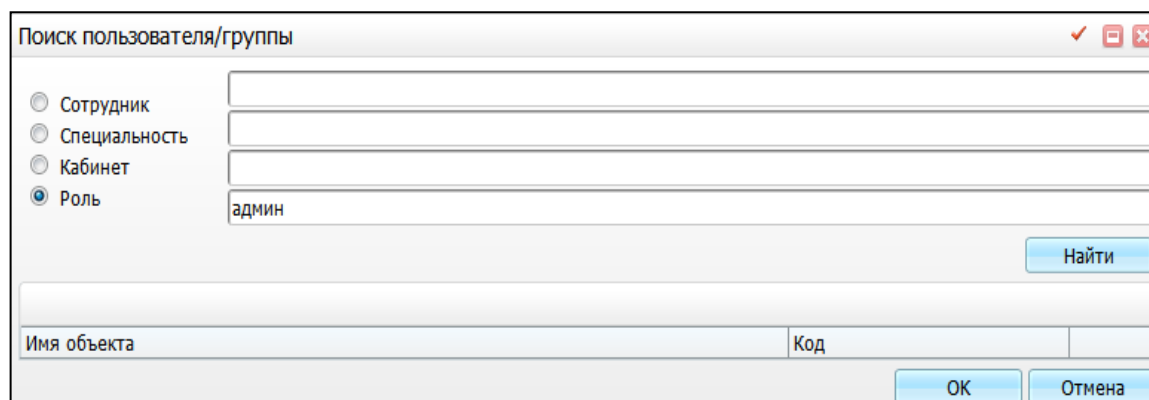 Поиск пользователя/группы
Сотрудник
Специальность
Кабинет
Роль
админ
Найти
Имя объекта Код
ОК Отмена